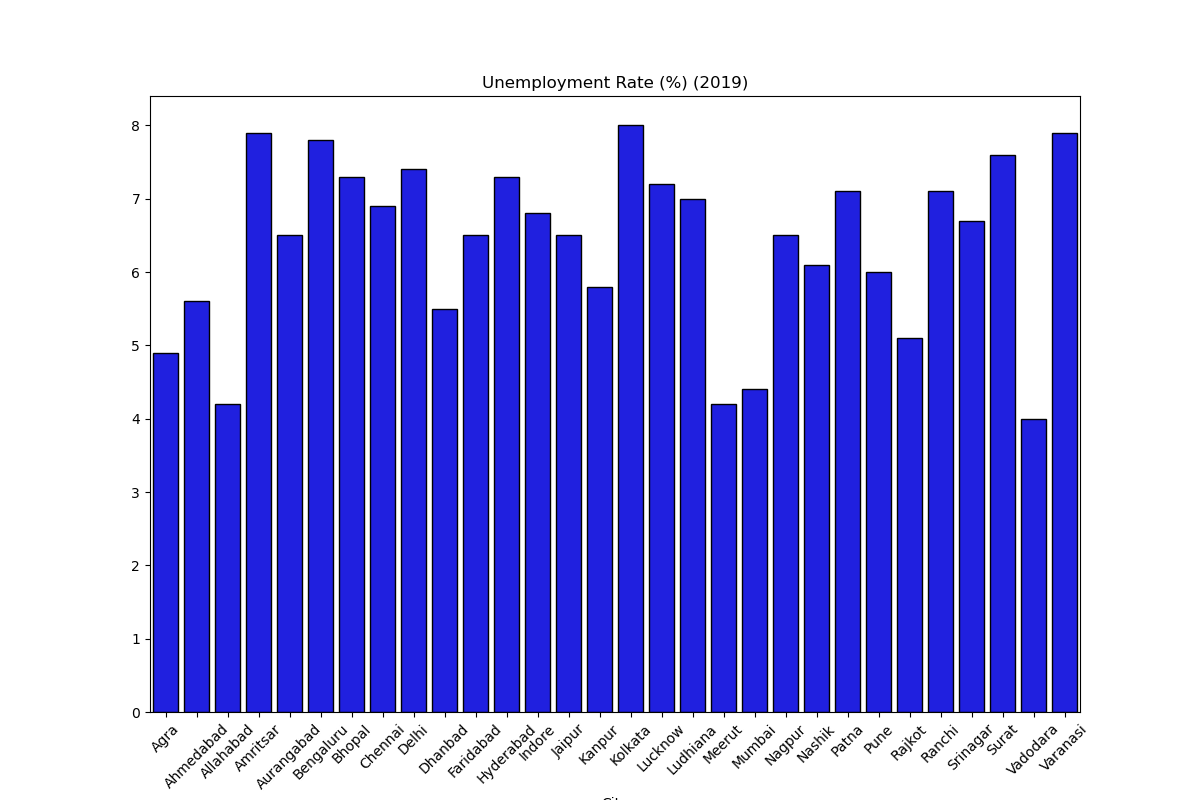 Unemployment Rate (%) (2019)
8
7
6
5
4
3
2
1
0
Agra
Ahmedabad
Allahabad
Amritsar
Aurangabad
Bengaluru
Bhopal
Chennai
Delhi
Dhanbad
Faridabad
Hyderabad
Indore
Jaipur
Kanpur
Kolkata
Lucknow
Ludhiana
Meerut
Mumbai
Nagpur
Nashik
Patna
Pune
Rajkot
Ranchi
Srinagar
Surat
Vadodara
Varanasi